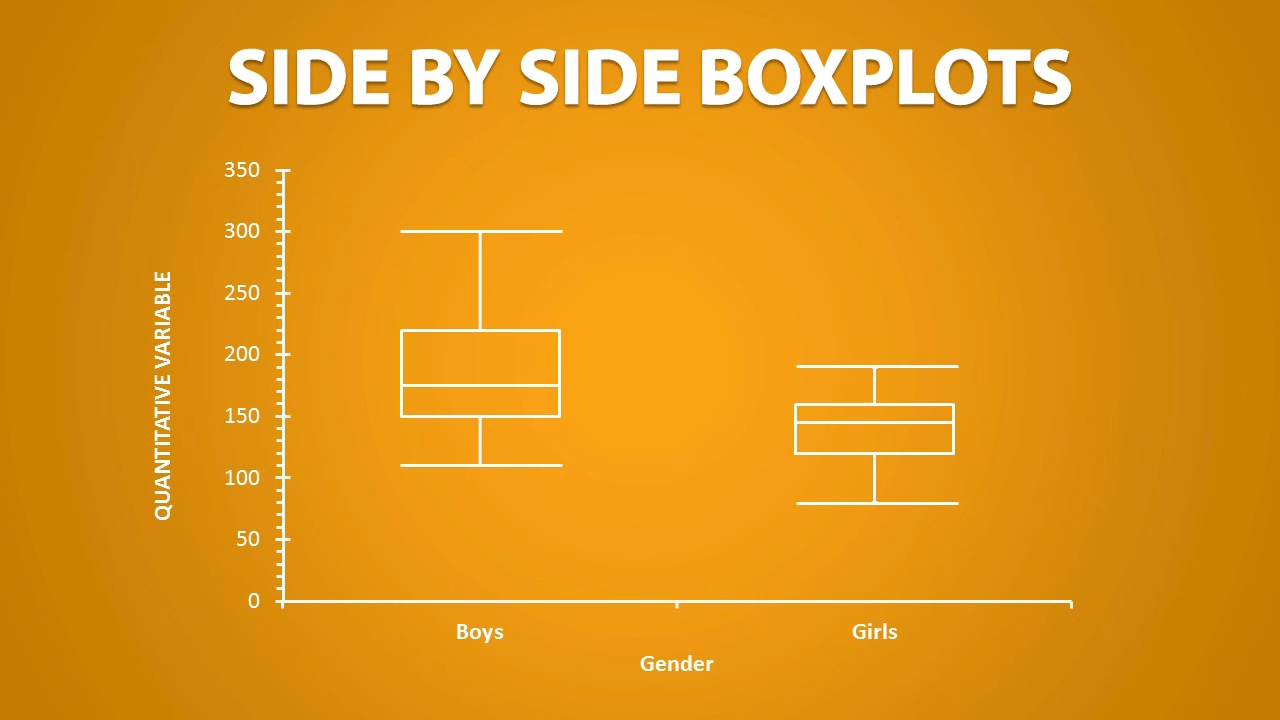 SIDE BY SIDE BOXPLOTS
350
300
250
200
150
100
50
0
QUANTITATIVE VARIABLE
Boys
Girls
Gender